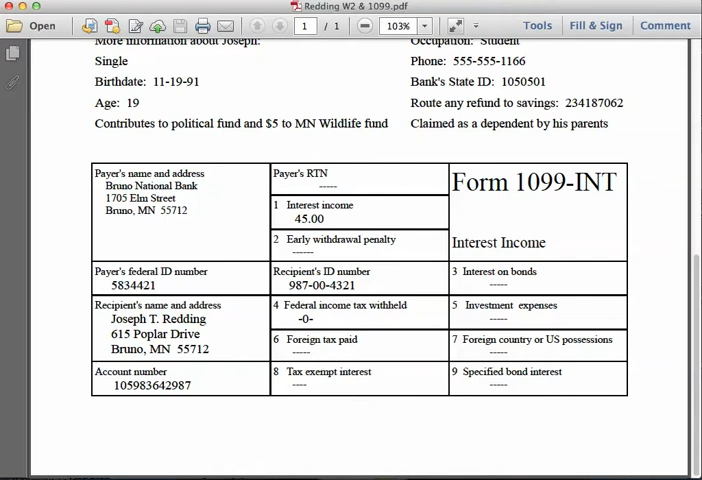 Redding W2 & 1099.pdf
Open
1 / 1
103%
Tools
Fill & Sign
Comment
More information about Joseph:
Occupation: Student
Single
Phone: 555-555-1166
Birthdate: 11-19-91
Bank's State ID: 1050501
Age: 19
Route any refund to savings: 234187062
Contributes to political fund and $5 to MN Wildlife fund
Claimed as a dependent by his parents
Payer's name and address
Bruno National Bank
1705 Elm Street
Bruno, MN 55712
Payer's RTN
-----
1 Interest income
45.00
2 Early withdrawal penalty
------
Form 1099-INT
Interest Income
Payer's federal ID number
5834421
Recipient's ID number
987-00-4321
3 Interest on bonds
-----
Recipient's name and address
Joseph T. Redding
615 Poplar Drive
Bruno, MN 55712
4 Federal income tax withheld
-0-
5 Investment expenses
-----
6 Foreign tax paid
-----
7 Foreign country or US possessions
-----
Account number
105983642987
8 Tax exempt interest
----
9 Specified bond interest
-----